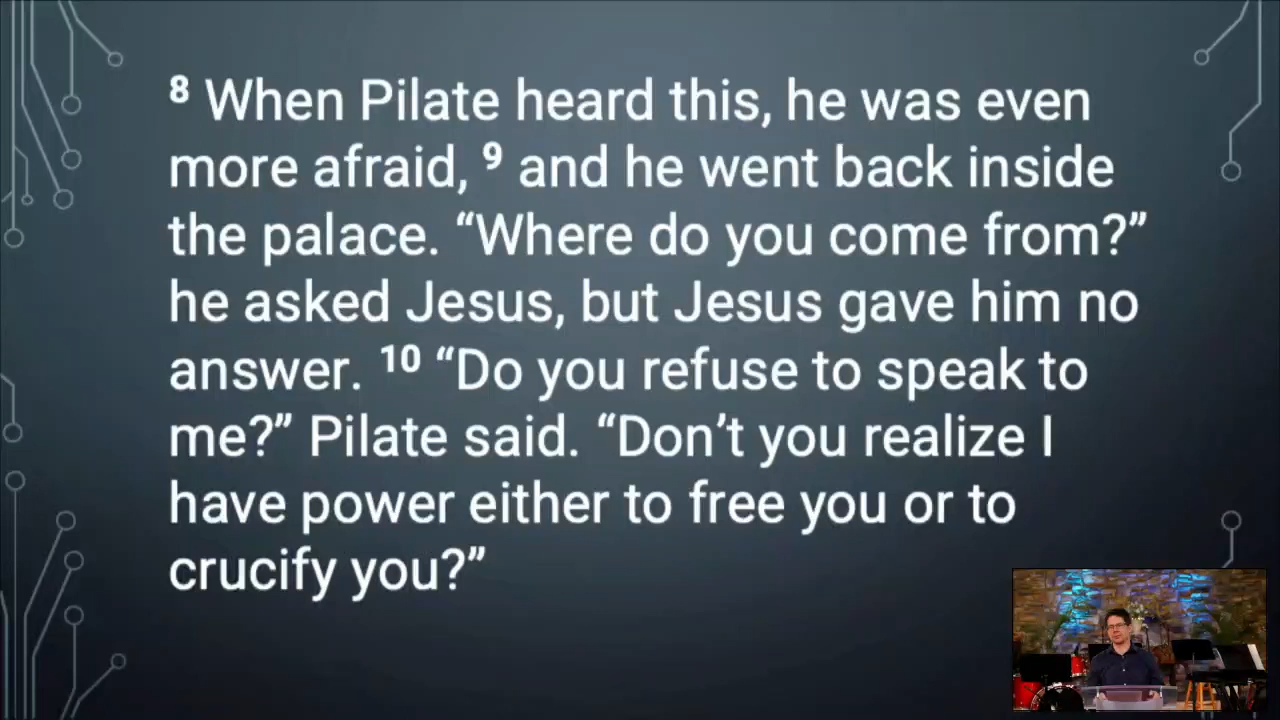 8 When Pilate heard this, he was even
more afraid, 9 and he went back inside
the palace. “Where do you come from?”
he asked Jesus, but Jesus gave him no
answer. 10 “Do you refuse to speak to
me?” Pilate said. “Don’t you realize I
have power either to free you or to
crucify you?”